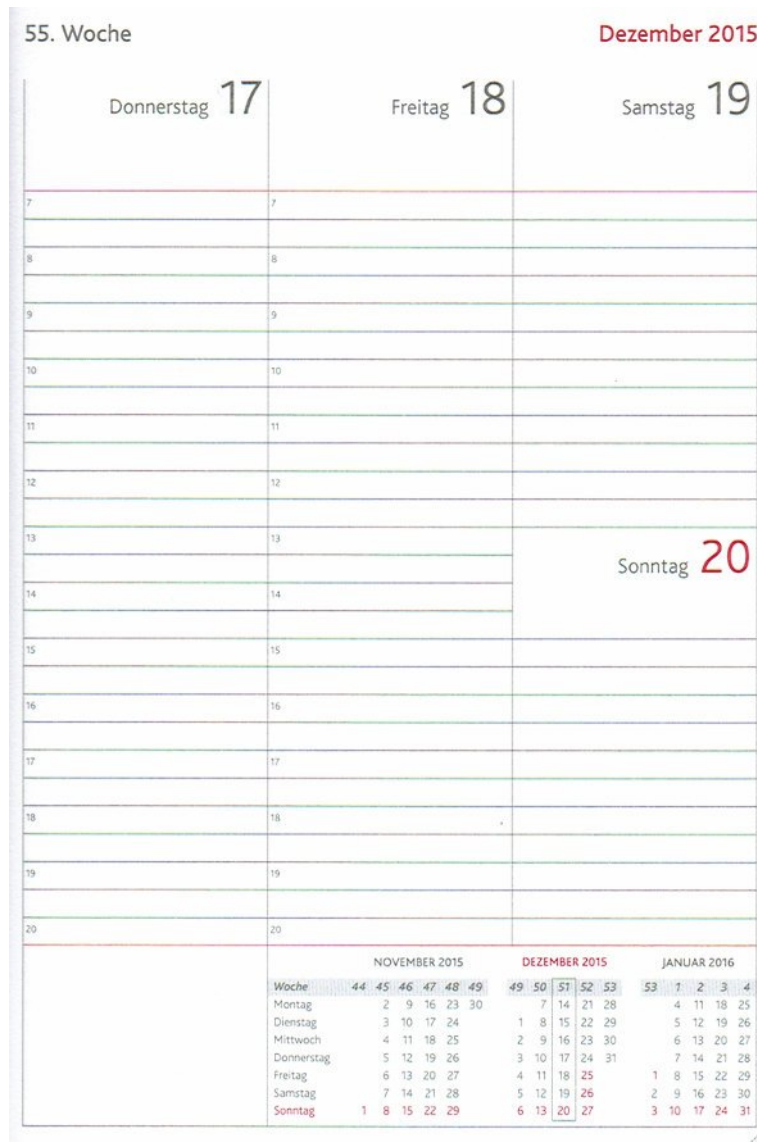 55. Woche Dezember 2015
Donnerstag 17 Freitag 18 Samstag 19
7 7
8 8
9 9
10 10
11 11
12 12
13 13
Sonntag 20
14 14
15 15
16 16
17 17
18 18
19 19
20 20
NOVEMBER 2015 DEZEMBER 2015 JANUAR 2016
Woche 44 45 46 47 48 49 49 50 51 52 53 53 1 2 3 4
Montag 2 9 16 23 30 7 14 21 28 4 11 18 25
Dienstag 3 10 17 24 1 8 15 22 29 5 12 19 26
Mittwoch 4 11 18 25 2 9 16 23 30 6 13 20 27
Donnerstag 5 12 19 26 3 10 17 24 31 7 14 21 28
Freitag 6 13 20 27 4 11 18 25 1 8 15 22 29
Samstag 7 14 21 28 5 12 19 26 2 9 16 23 30
Sonntag 1 8 15 22 29 6 13 20 27 3 10 17 24 31